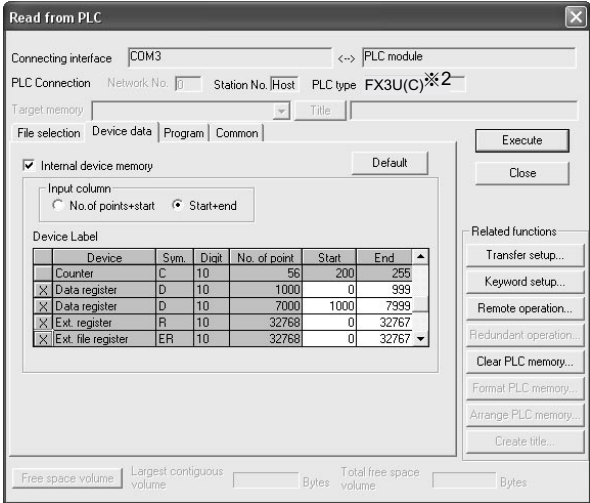 Read from PLC
Connecting interface COM3 <--> PLC module
PLC Connection Network No. 0 Station No. Host PLC type FX3U(C)※2
Target memory Title
File selection Device data Program Common
Execute
Internal device memory Default
Close
Input column
No.of points+start Start+end
Device Label
Related functions
Device Sym. Digit No. of point Start End
Counter C 10 56 200 255
X Data register D 10 1000 0 999
X Data register D 10 7000 1000 7999
X Ext. register R 10 32768 0 32767
X Ext. file register ER 10 32768 0 32767
Transfer setup...
Keyword setup...
Remote operation...
Redundant operation...
Clear PLC memory...
Format PLC memory...
Arrange PLC memory...
Create title...
Free space volume Largest contiguous volume Bytes Total free space volume Bytes